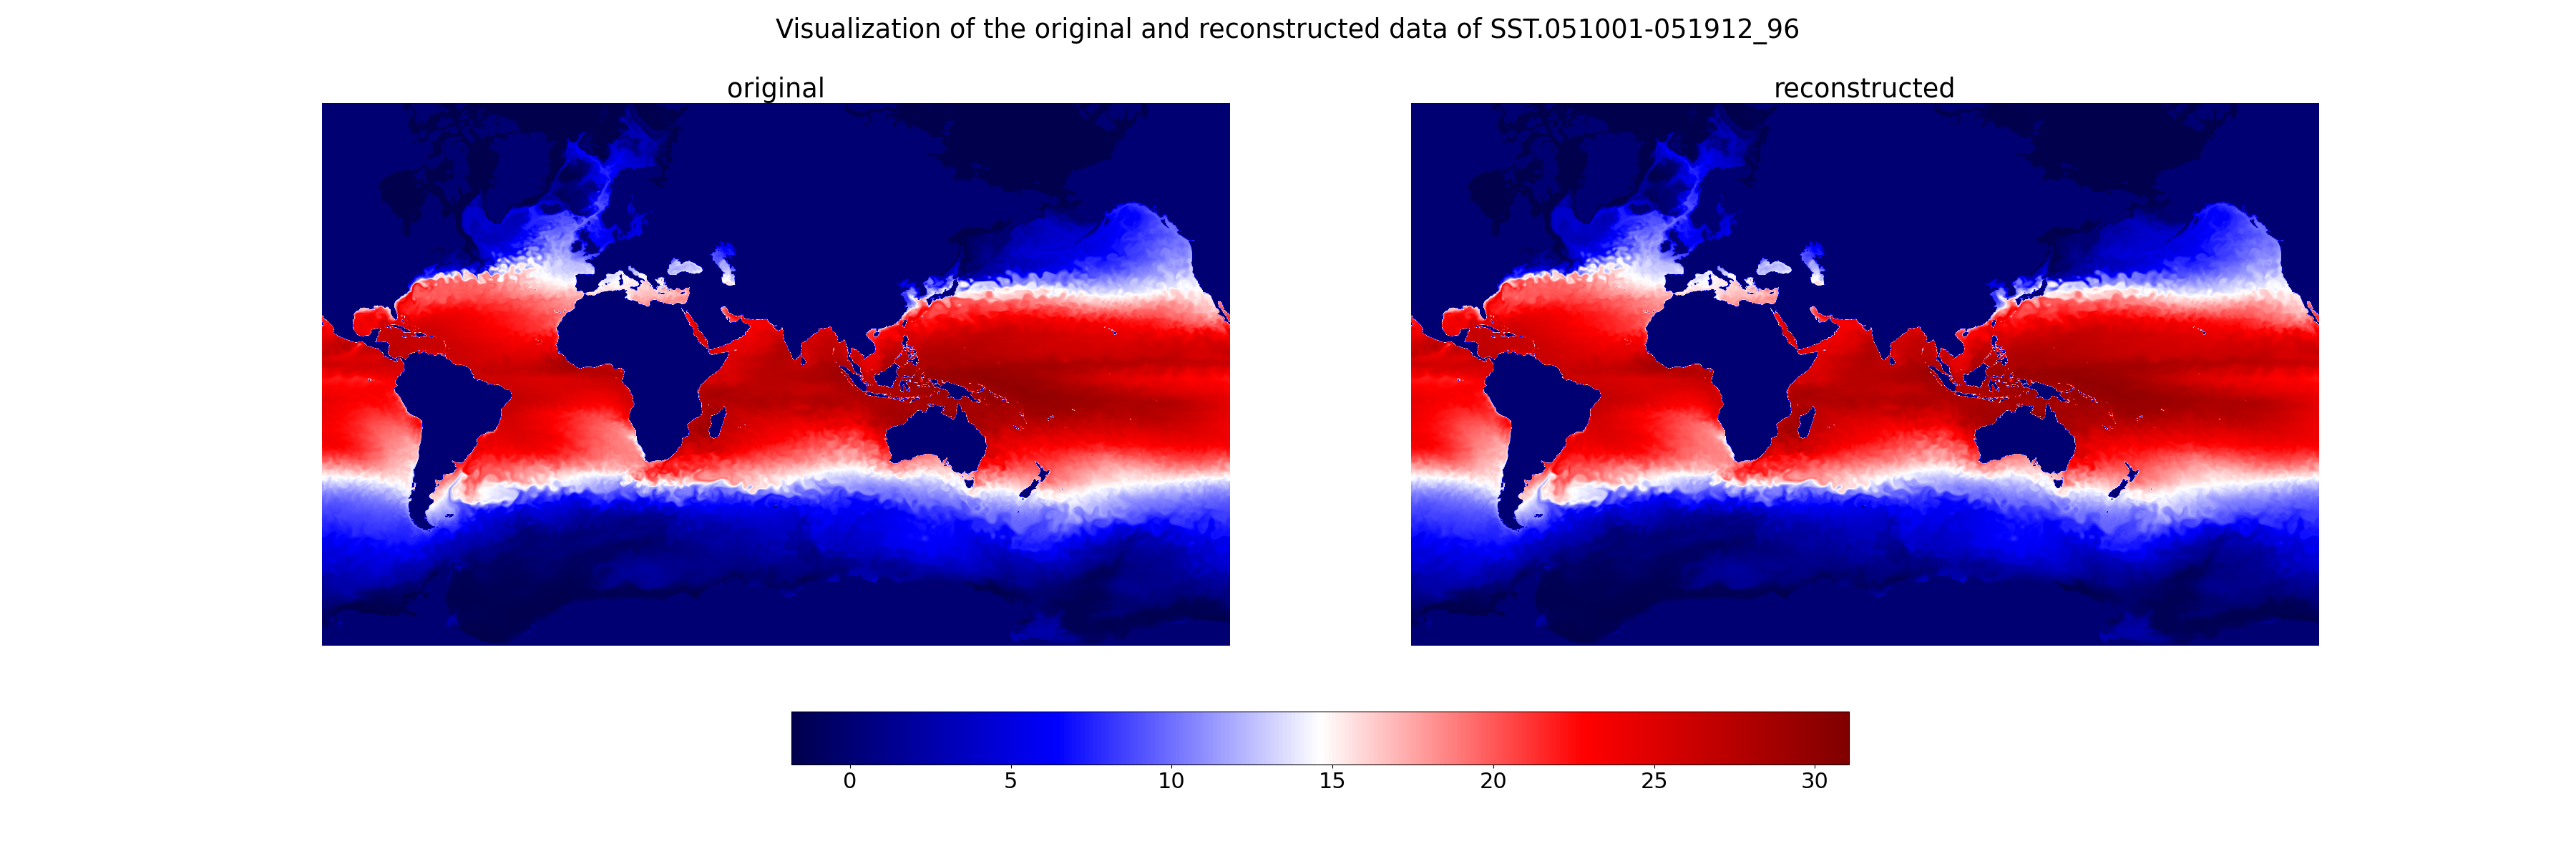 Visualization of the original and reconstructed data of SST.051001-051912_96
original
reconstructed
0 5 10 15 20 25 30